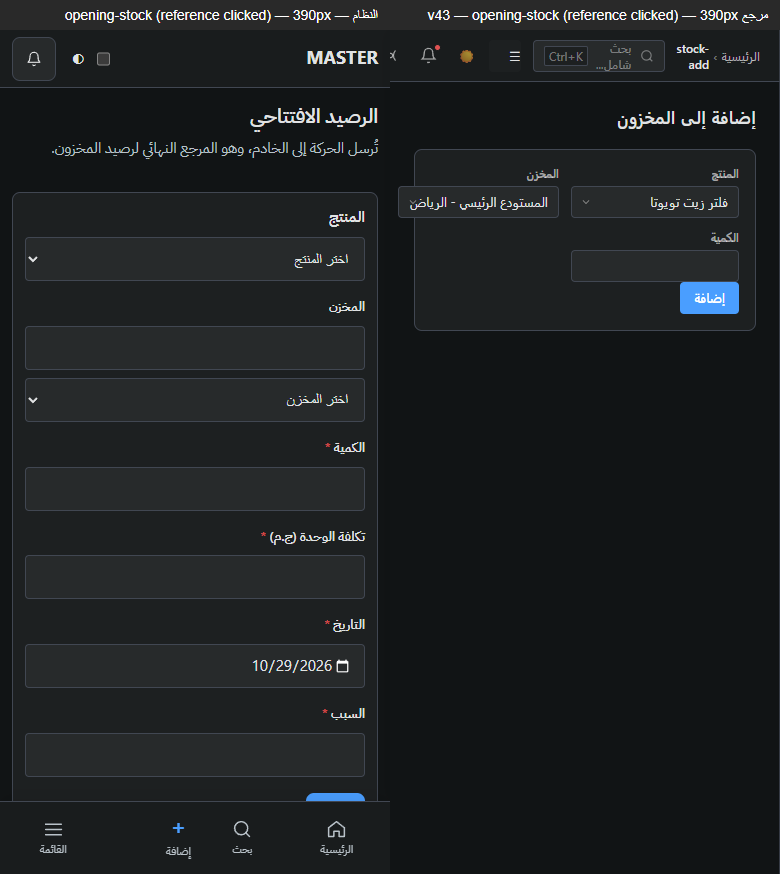 النظام — opening-stock (reference clicked) — 390px
MASTER
الرصيد الافتتاحي
تُرسل الحركة إلى الخادم، وهو المرجع النهائي لرصيد المخزون.
المنتج
اختر المنتج
المخزن
اختر المخزن
الكمية *
تكلفة الوحدة (ج.م) *
التاريخ *
10/29/2026
السبب *
الرئيسية
بحث
إضافة
القائمة
مرجع v43 — opening-stock (reference clicked) — 390px
الرئيسية › stock-add
بحث شامل...
Ctrl+K
إضافة إلى المخزون
المنتج
المخزن
فلتر زيت تويوتا
المستودع الرئيسي - الرياض
الكمية
إضافة